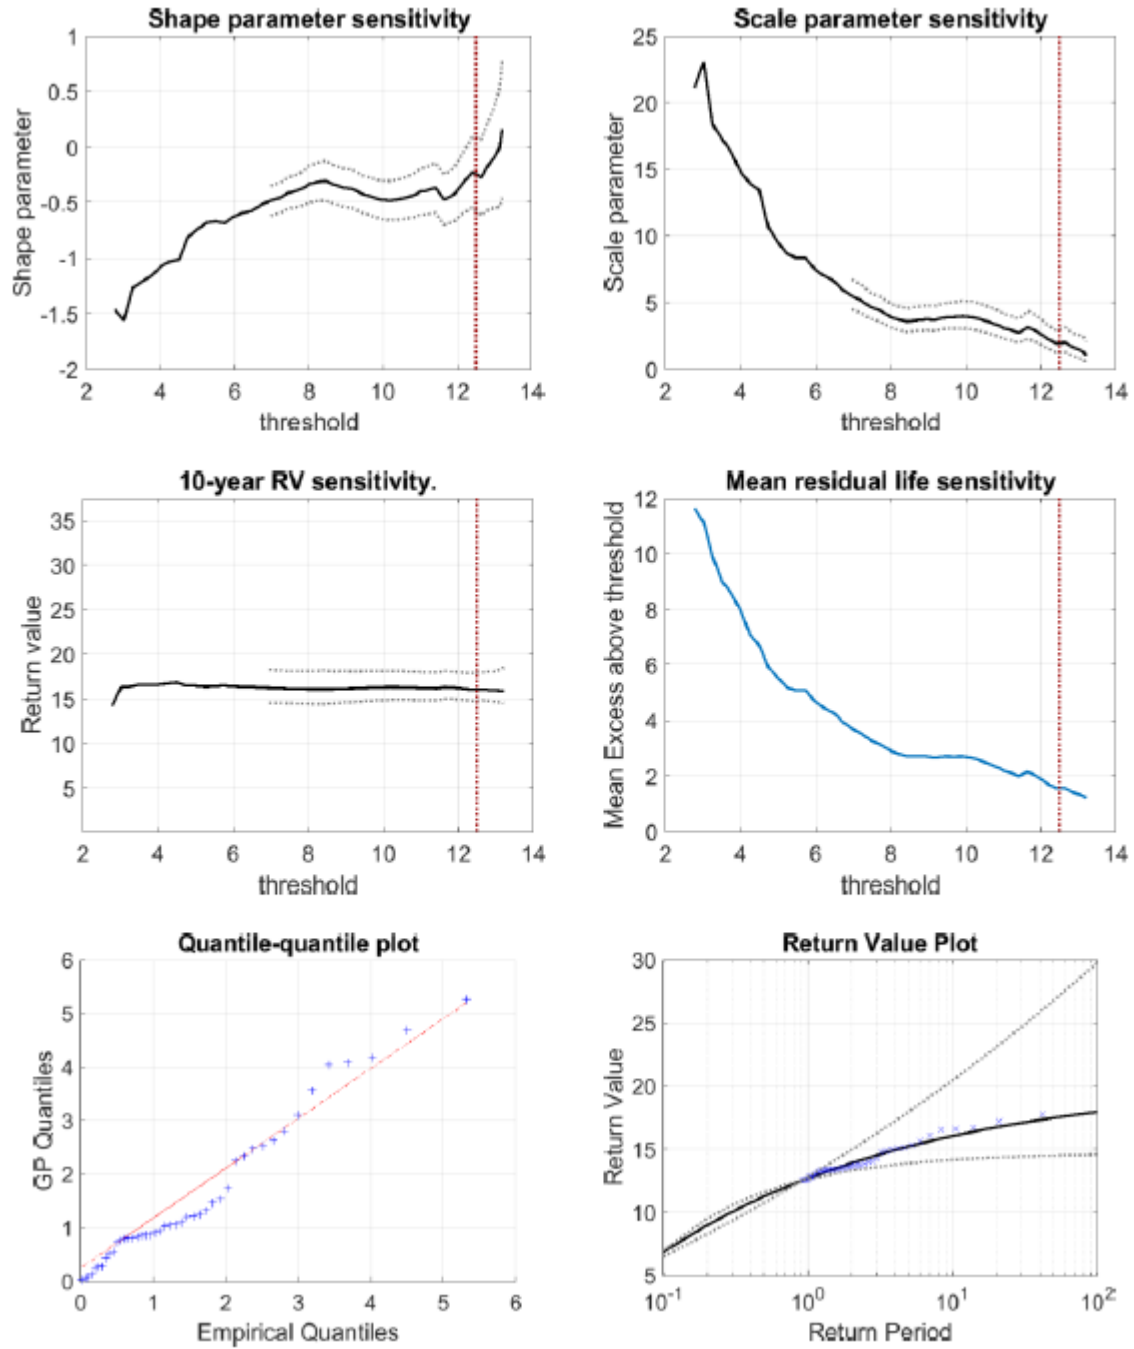 Shape parameter sensitivity
Shape parameter
1
0.5
0
-0.5
-1
-1.5
-2
2 4 6 8 10 12 14
threshold
Scale parameter sensitivity
Scale parameter
25
20
15
10
5
0
2 4 6 8 10 12 14
threshold
10-year RV sensitivity.
Return value
35
30
25
20
15
10
5
2 4 6 8 10 12 14
threshold
Mean residual life sensitivity
Mean Excess above threshold
12
10
8
6
4
2
0
2 4 6 8 10 12 14
threshold
Quantile-quantile plot
GP Quantiles
6
5
4
3
2
1
0
0 1 2 3 4 5 6
Empirical Quantiles
Return Value Plot
Return Value
30
25
20
15
10
5
10⁻¹ 10⁰ 10¹ 10²
Return Period